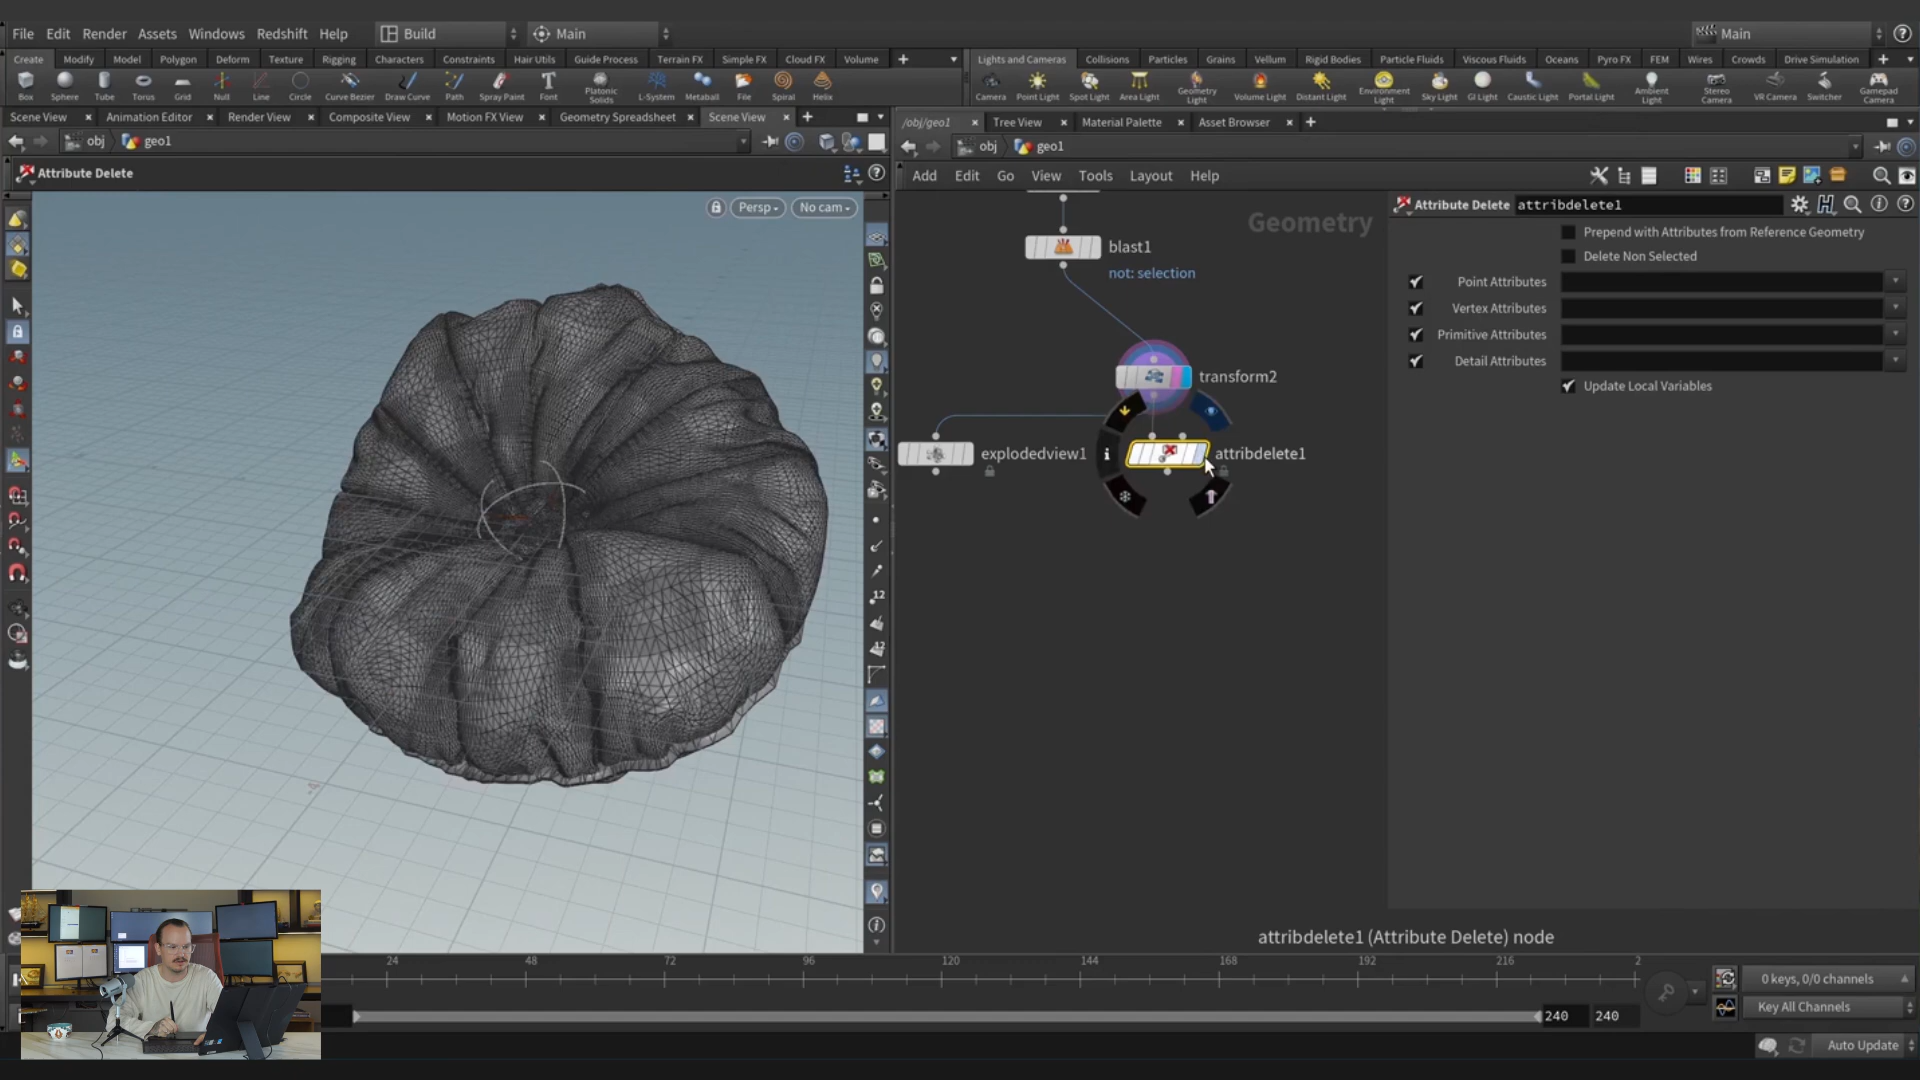 File Edit Render Assets Windows Redshift Help Build Main Main
Create Modify Model Polygon Deform Texture Rigging Characters Constraints Hair Utils Guide Process Terrain FX Simple FX Cloud FX Volume
Lights and Cameras Collisions Particles Grains Vellum Rigid Bodies Particle Fluids Viscous Fluids Oceans Pyro FX FEM Wires Crowds Drive Simulation
Box Sphere Tube Torus Grid Null Line Circle Curve Bezier Draw Curve Path Spray Paint Font Platonic Solids L-System Metaball File Spiral Helix
Camera Point Light Spot Light Area Light Geometry Light Volume Light Distant Light Environment Light Sky Light GI Light Caustic Light Portal Light Ambient Light Stereo Camera VR Camera Switcher Gamepad Camera
Scene View Animation Editor Render View Composite View Motion FX View Geometry Spreadsheet Scene View
/obj/geo1 Tree View Material Palette Asset Browser
obj geo1
obj geo1
Attribute Delete
Add Edit Go View Tools Layout Help
Persp No cam
Attribute Delete attribdelete1
Geometry
Prepend with Attributes from Reference Geometry
Delete Non Selected
Point Attributes
Vertex Attributes
Primitive Attributes
Detail Attributes
Update Local Variables
blast1
not: selection
transform2
explodedview1
attribdelete1
12
12
attribdelete1 (Attribute Delete) node
24 48 72 96 120 144 168 192 216 2
0 keys, 0/0 channels
240 240
Key All Channels
Auto Update